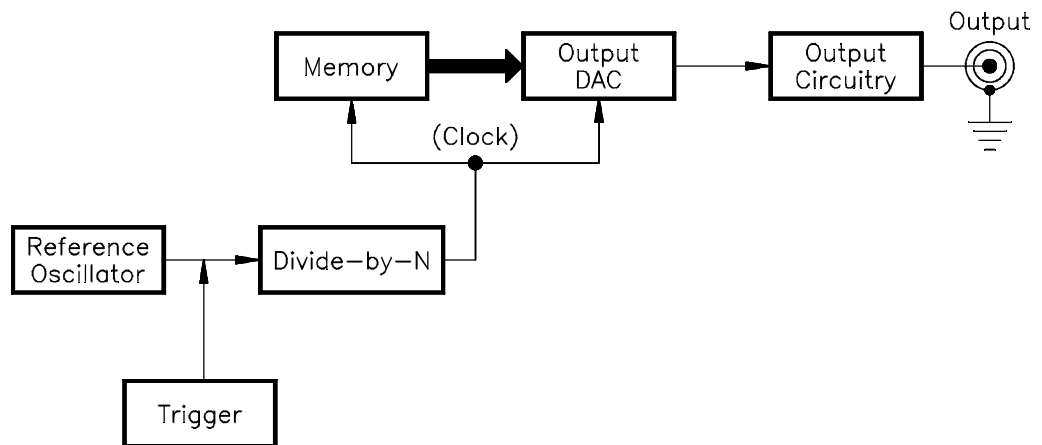 Output
Memory
Output
DAC
Output
Circuitry
(Clock)
Reference
Oscillator
Divide-by-N
Trigger